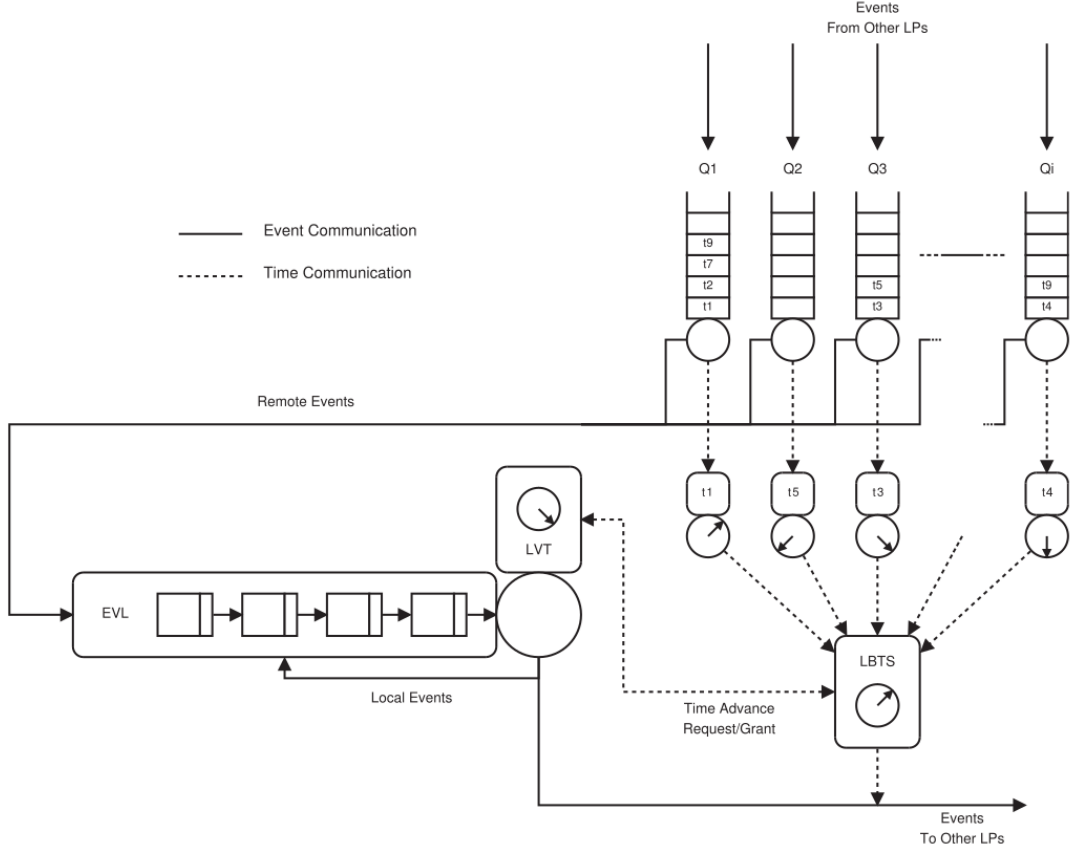 Events
From Other LPs
Q1
Q2
Q3
Qi
Event Communication
Time Communication
t9
t7
t2
t1
t5
t3
t9
t4
Remote Events
t1
t5
t3
t4
LVT
EVL
LBTS
Local Events
Time Advance
Request/Grant
Events
To Other LPs